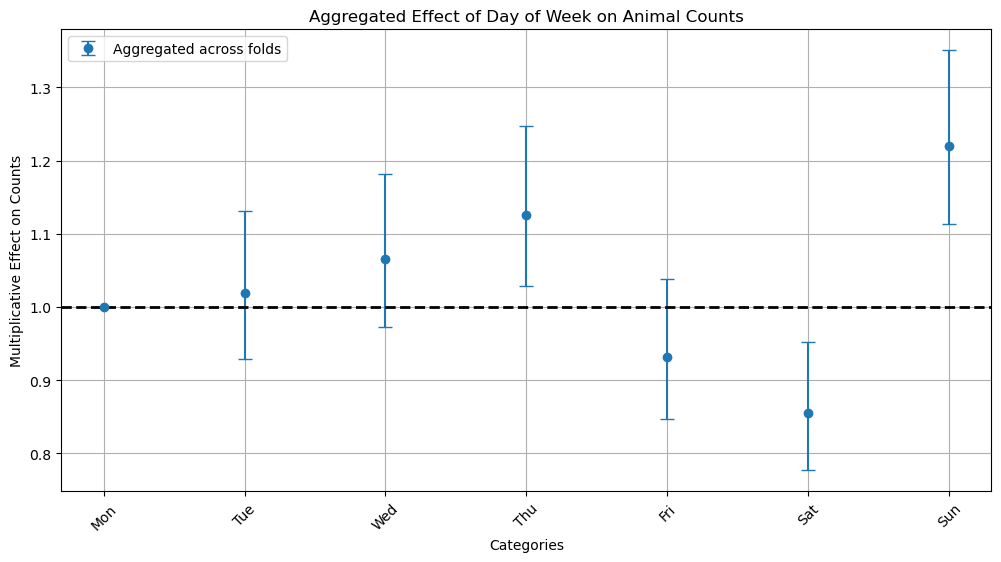 Aggregated Effect of Day of Week on Animal Counts
Aggregated across folds
Multiplicative Effect on Counts
1.3
1.2
1.1
1.0
0.9
0.8
Mon
Tue
Wed
Thu
Fri
Sat
Sun
Categories